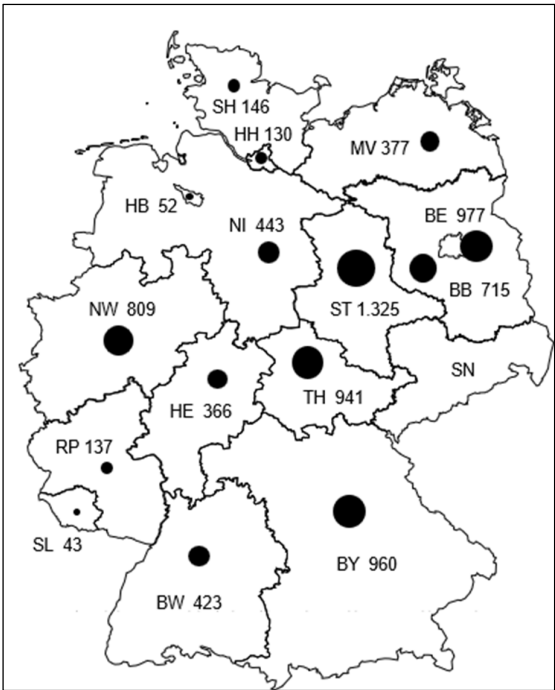 SH 146
HH 130
MV 377
HB 52
NI 443
BE 977
BB 715
ST 1.325
NW 809
HE 366
TH 941
SN
RP 137
SL 43
BY 960
BW 423